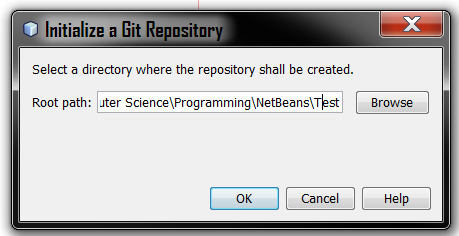 Initialize a Git Repository
Select a directory where the repository shall be created.
Root path: uter Science\Programming\NetBeans\Test Browse
OK Cancel Help